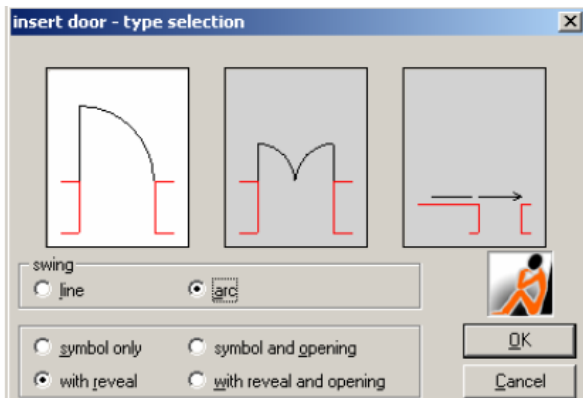 insert door - type selection
swing
line
arc
symbol only
symbol and opening
with reveal
with reveal and opening
OK
Cancel